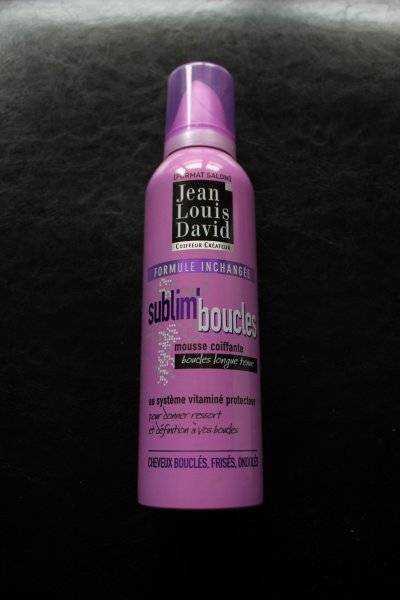 [FORMAT SALON]
Jean
Louis
David
COIFFEUR CRÉATEUR
FORMULE INCHANGÉE
sublim'boucles
mousse coiffante
boucles longue tenue
au système vitaminé protecteur
pour donner ressort
et définition à vos boucles
CHEVEUX BOUCLÉS, FRISÉS, ONDULÉS